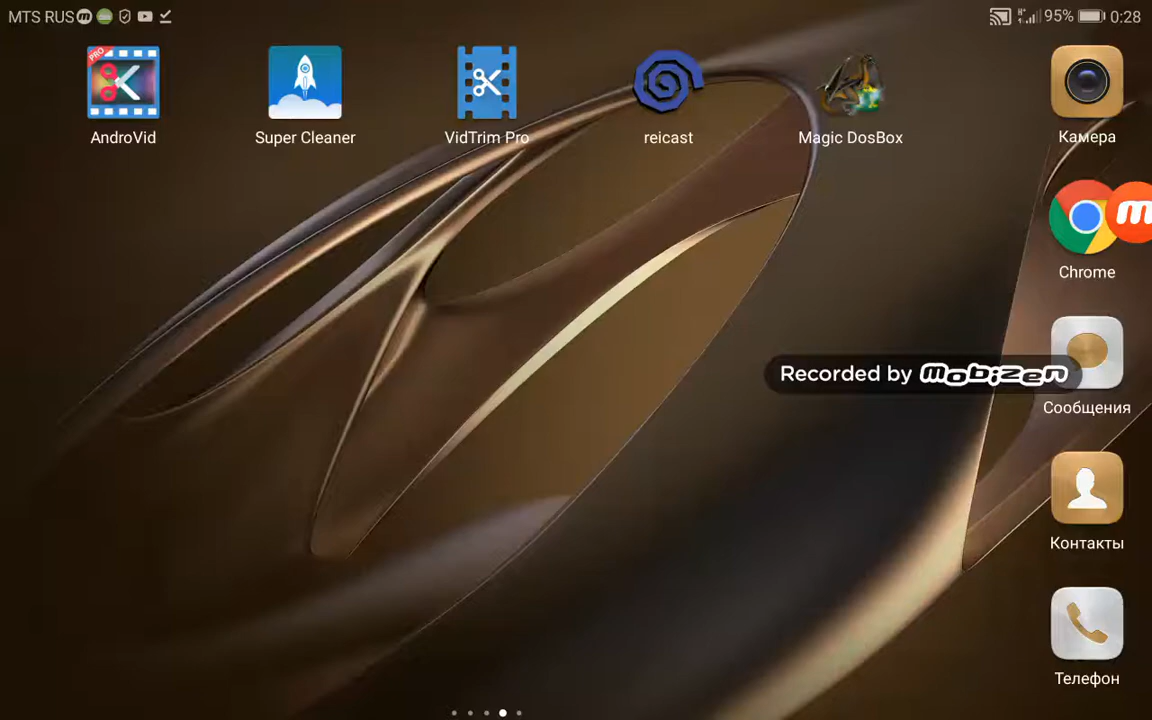 MTS RUS 95% 0:28
PRO
AndroVid
Super Cleaner
VidTrim Pro
reicast
Magic DosBox
Камера
Chrome
Recorded by mobizen
Сообщения
Контакты
Телефон